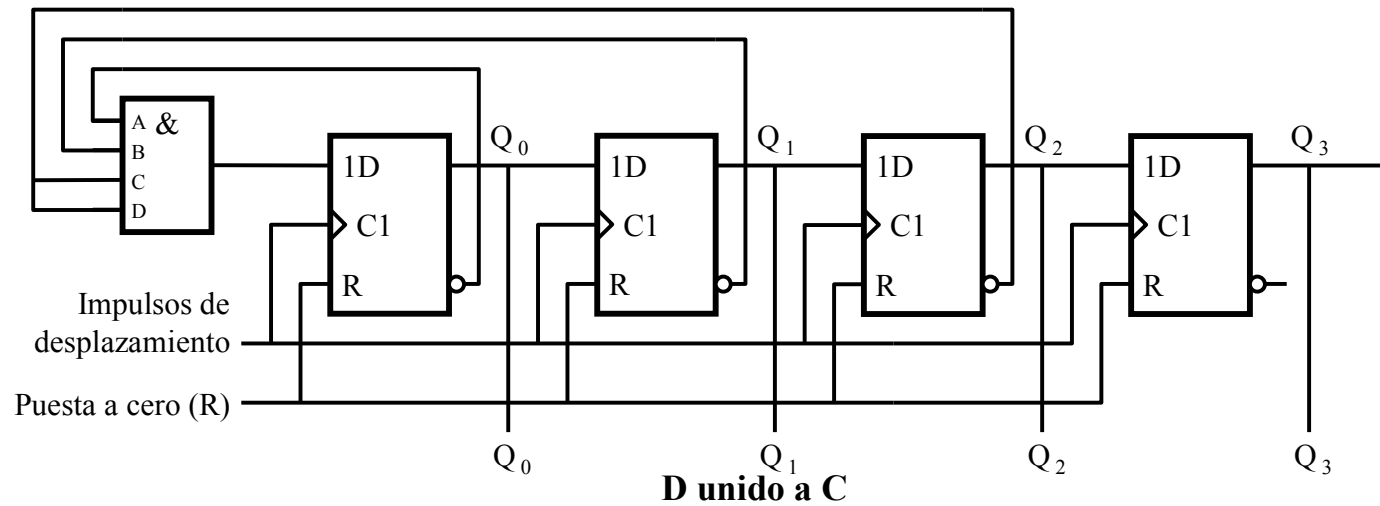 Q0 Q1 Q2 Q3
A &
B
C
D
1D 1D 1D 1D
C1 C1 C1 C1
R R R R
Impulsos de
desplazamiento
Puesta a cero (R)
Q0 Q1 Q2 Q3
D unido a C